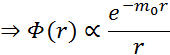 ⇒ Φ(r) ∝ e^{-m₀r} / r